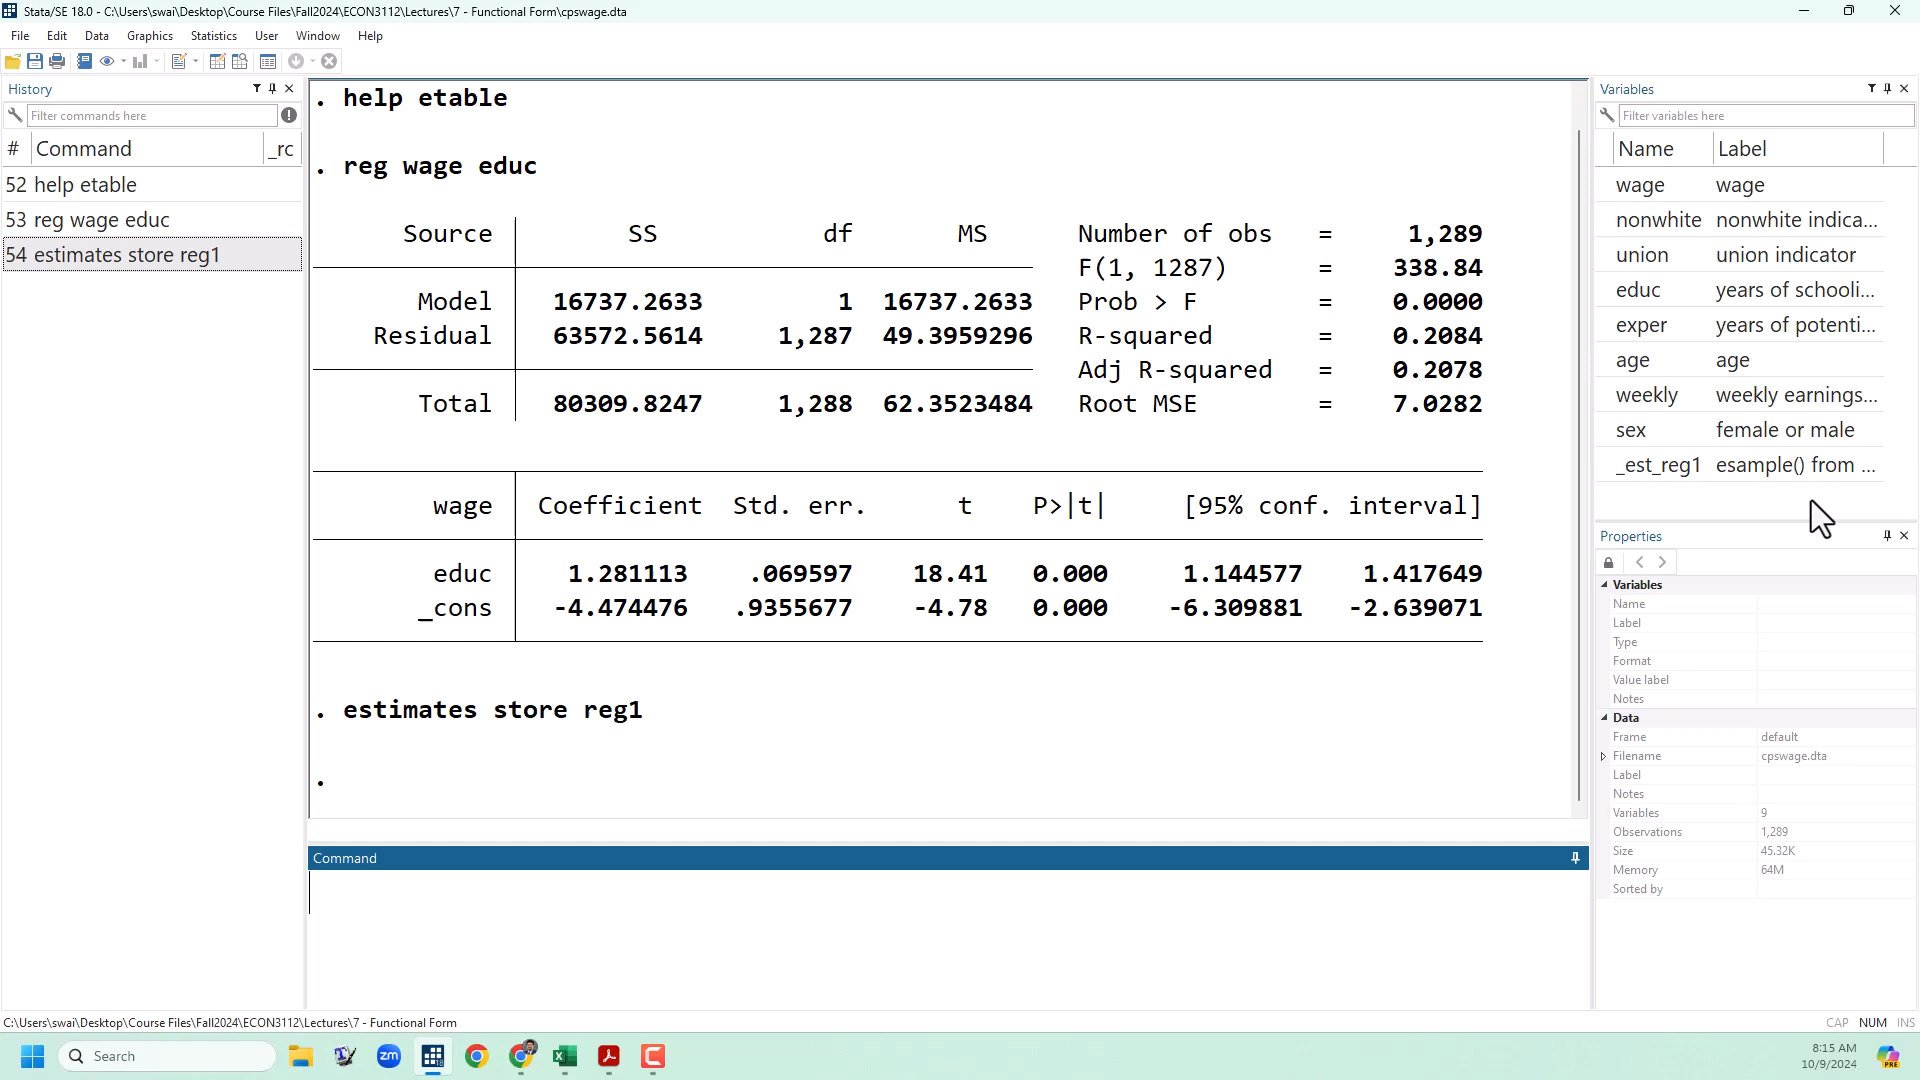 Stata/SE 18.0 - C:\Users\swai\Desktop\Course Files\Fall2024\ECON3112\Lectures\7 - Functional Form\cpswage.dta
File Edit Data Graphics Statistics User Window Help
History
Filter commands here
# Command _rc
52 help etable
53 reg wage educ
54 estimates store reg1
. help etable
. reg wage educ
Source SS df MS Number of obs = 1,289
F(1, 1287) = 338.84
Model 16737.2633 1 16737.2633 Prob > F = 0.0000
Residual 63572.5614 1,287 49.3959296 R-squared = 0.2084
Adj R-squared = 0.2078
Total 80309.8247 1,288 62.3523484 Root MSE = 7.0282
wage Coefficient Std. err. t P>|t| [95% conf. interval]
educ 1.281113 .069597 18.41 0.000 1.144577 1.417649
_cons -4.474476 .9355677 -4.78 0.000 -6.309881 -2.639071
. estimates store reg1
.
Command
Variables
Filter variables here
Name Label
wage wage
nonwhite nonwhite indica...
union union indicator
educ years of schooli...
exper years of potenti...
age age
weekly weekly earnings...
sex female or male
_est_reg1 esample() from ...
Properties
Variables
Name
Label
Type
Format
Value label
Notes
Data
Frame default
Filename cpswage.dta
Label
Notes
Variables 9
Observations 1,289
Size 45.32K
Memory 64M
Sorted by
C:\Users\swai\Desktop\Course Files\Fall2024\ECON3112\Lectures\7 - Functional Form
CAP NUM INS
Search
zm
8:15 AM
10/9/2024
PRE